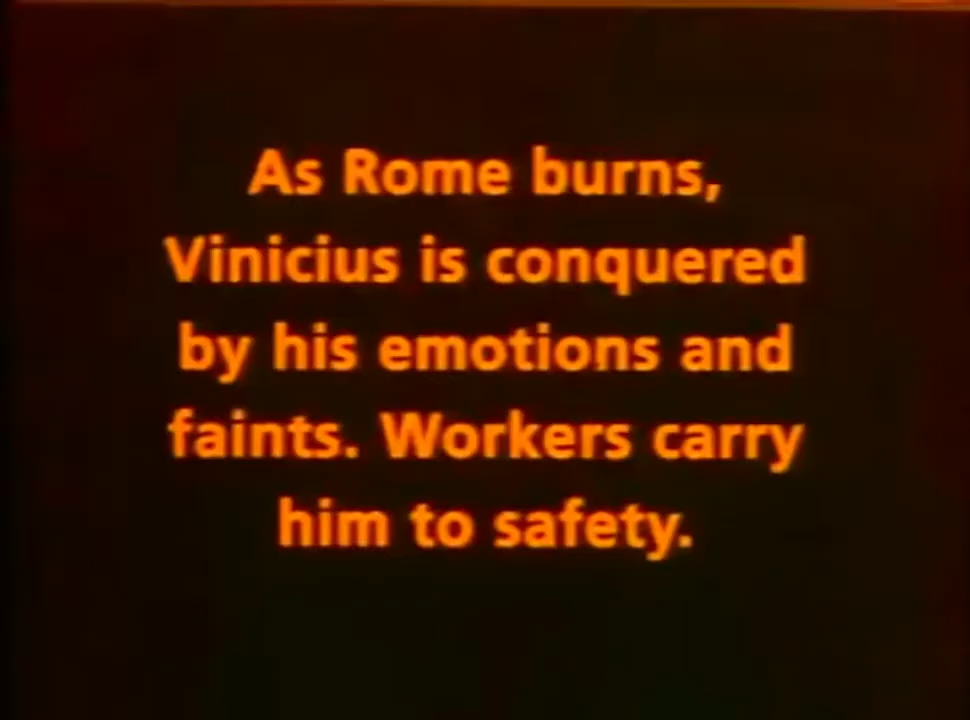 As Rome burns,
Vinicius is conquered
by his emotions and
faints. Workers carry
him to safety.